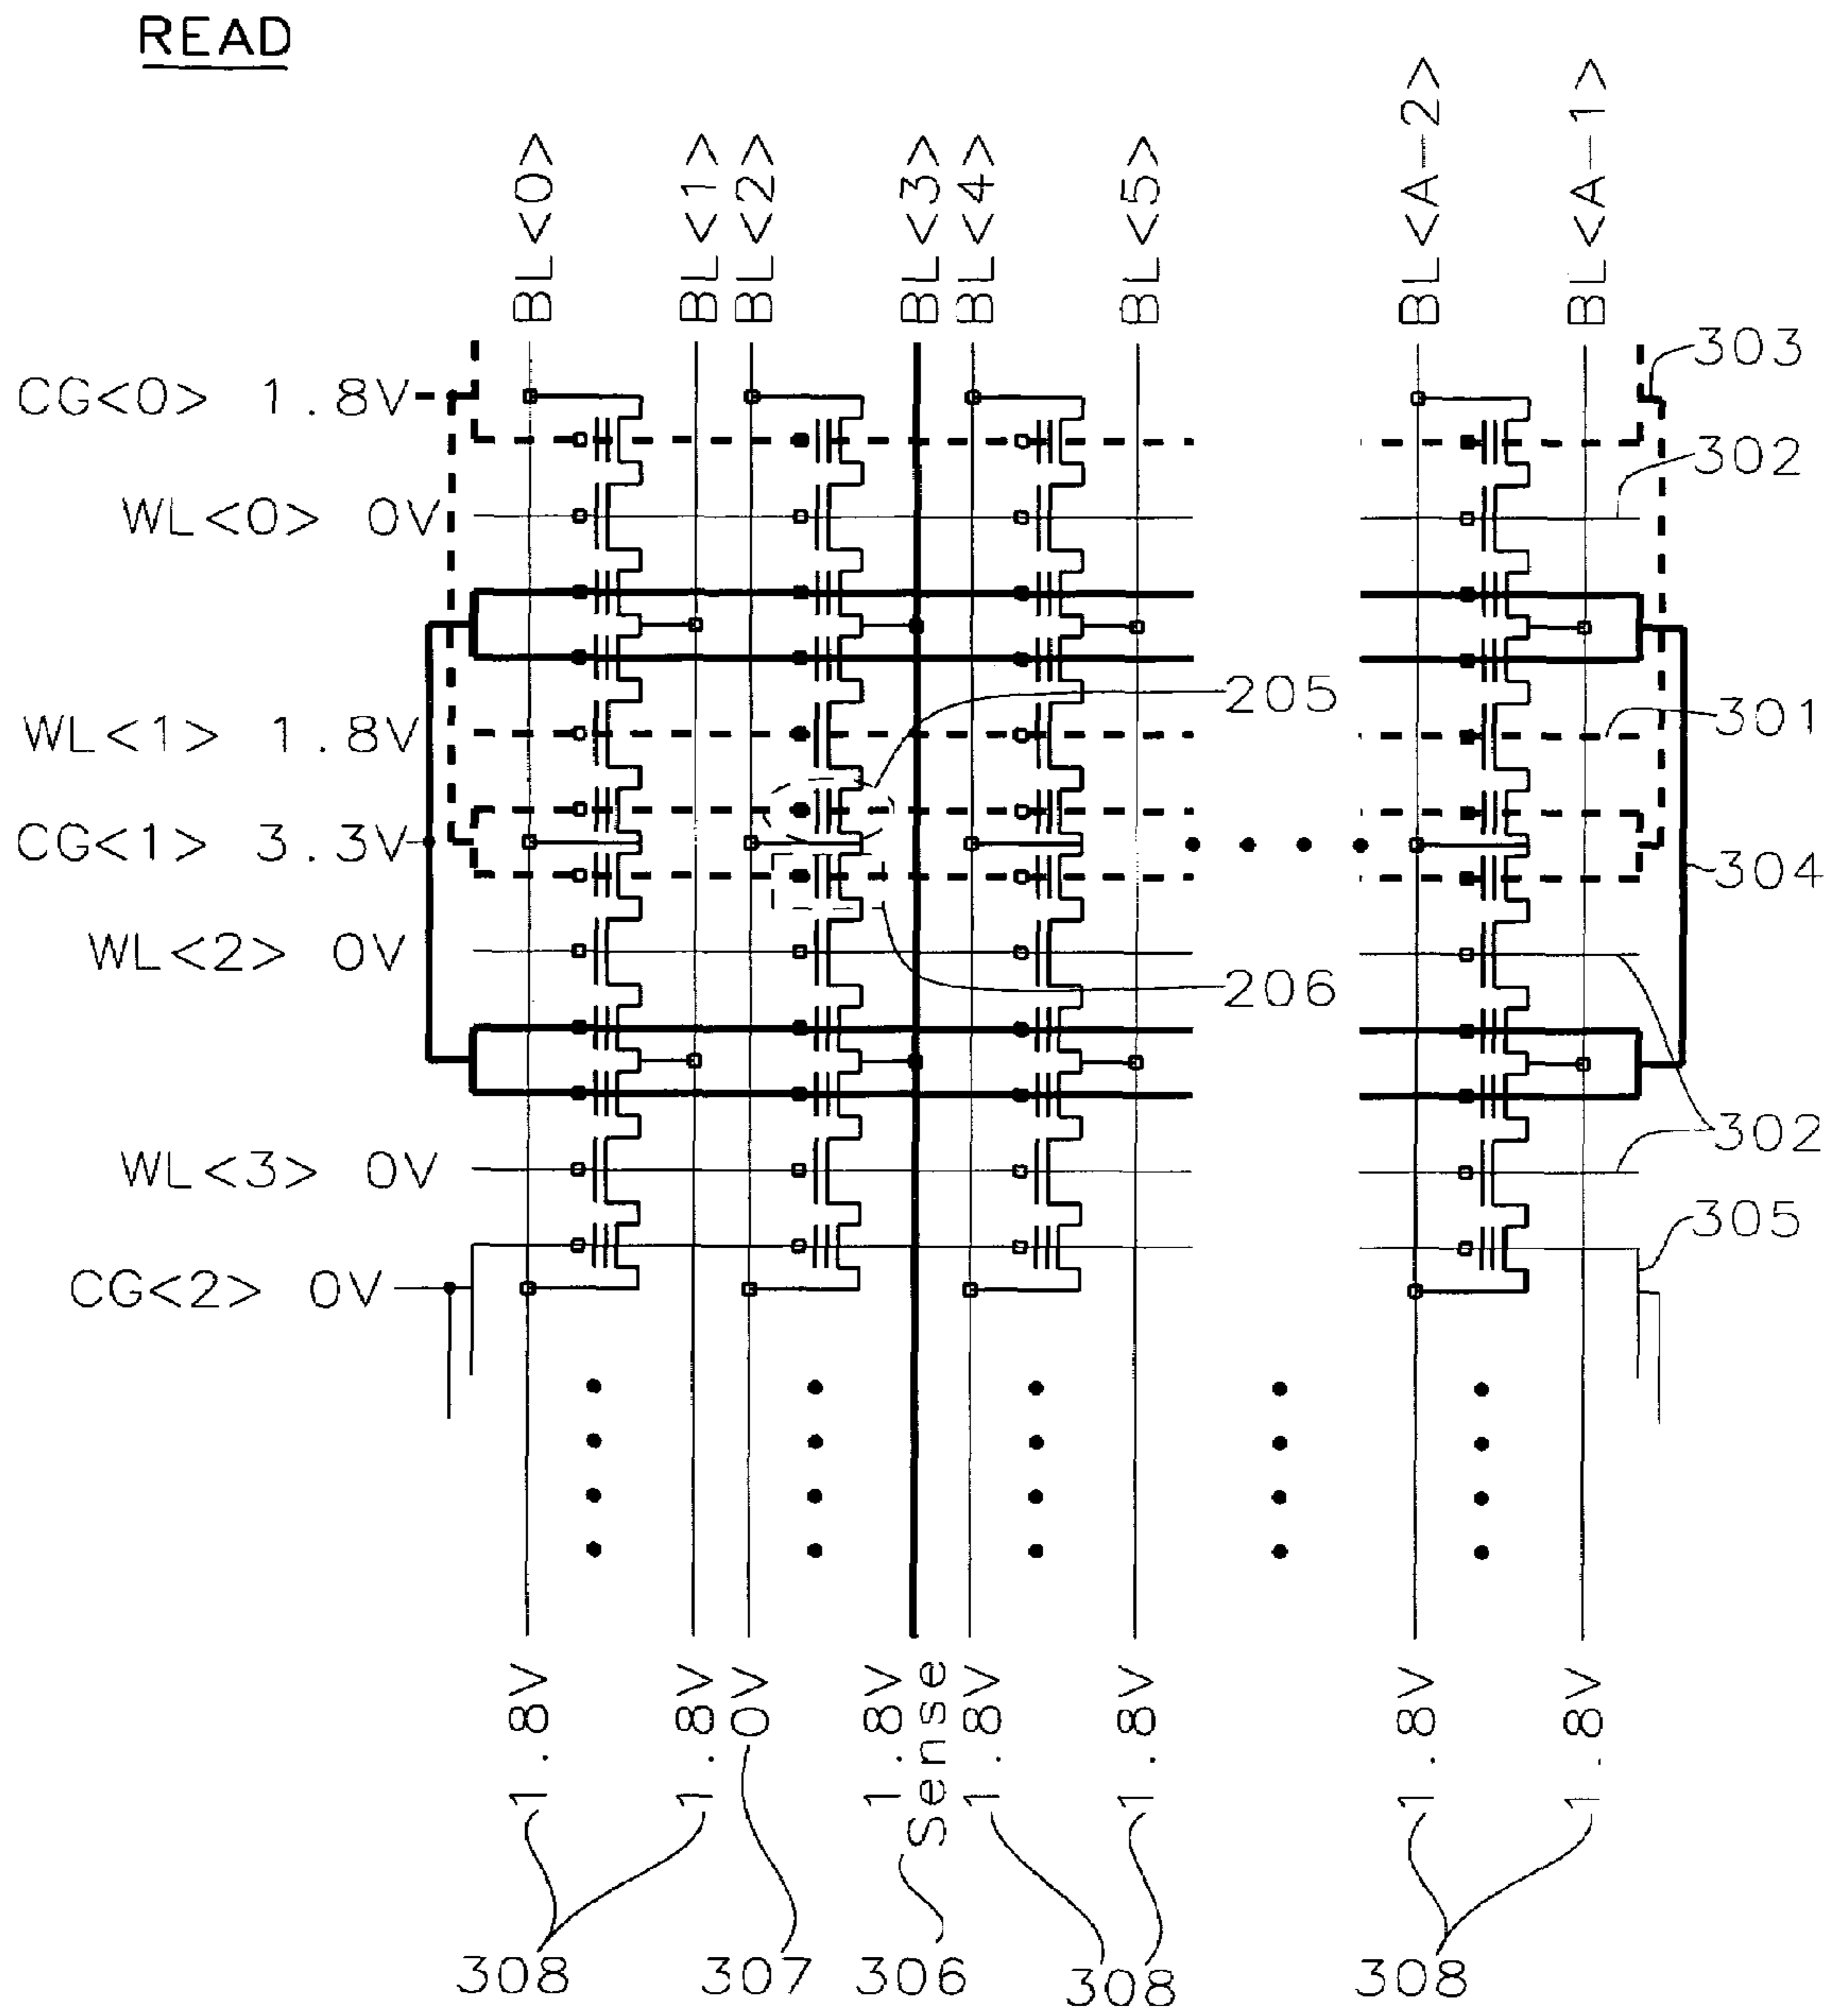 READ
BL<0>
BL<1>
BL<2>
BL<3>
BL<4>
BL<5>
BL<A-2>
BL<A-1>
303
CG<0> 1.8V
302
WL<0> 0V
205
301
WL<1> 1.8V
CG<1> 3.3V
304
WL<2> 0V
206
302
WL<3> 0V
305
CG<2> 0V
1.8V
1.8V
0V
1.8V
Sense
1.8V
1.8V
1.8V
1.8V
308
307
306
308
308